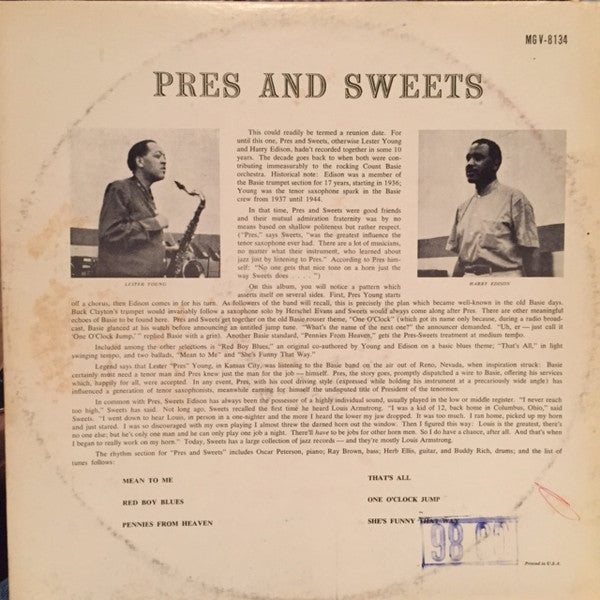 MG V-8134
PRES AND SWEETS
This could readily be termed a reunion date. For
until this one, Pres and Sweets, otherwise Lester Young
and Harry Edison, hadn't recorded together in some 10
years. The decade goes back to when both were con-
tributing immeasurably to the rocking Count Basie
orchestra. Historical note: Edison was a member of
the Basie trumpet section for 17 years, starting in 1936;
Young was the tenor saxophone spark in the Basie
crew from 1937 until 1944.
In that time, Pres and Sweets were good friends
and their mutual admiration fraternity was by no
means based on shallow politeness but rather respect.
("Pres," says Sweets, "was the greatest influence the
tenor saxophone ever had. There are a lot of musicians,
no matter what their instrument, who learned about
jazz just by listening to Pres." According to Pres him-
self: "No one gets that nice tone on a horn just the
way Sweets does . . . .")
On this album, you will notice a pattern which
asserts itself on several sides. First, Pres Young starts
LESTER YOUNG
HARRY EDISON
off a chorus, then Edison comes in for his turn. As followers of the band will recall, this is precisely the plan which became well-known in the old Basie days.
Buck Clayton's trumpet would invariably follow a saxophone solo by Herschel Evans and Sweets would always come along after Pres. There are other meaningful
echoes of Basie to be found here. Pres and Sweets get together on the old Basie rouser theme, "One O'Clock" (which got its name only because, during a radio broad-
cast, Basie glanced at his watch before announcing an untitled jump tune. "What's the name of the next one?" the announcer demanded. "Uh, er — just call it
'One O'Clock Jump,' " replied Basie with a grin). Another Basie standard, "Pennies From Heaven," gets the Pres-Sweets treatment at medium tempo.
Included among the other selections is "Red Boy Blues," an original co-authored by Young and Edison on a basic blues theme; "That's All," in light
swinging tempo, and two ballads, "Mean to Me" and "She's Funny That Way."
Legend says that Lester "Pres" Young, in Kansas City, was listening to the Basie band on the air out of Reno, Nevada, when inspiration struck: Basie
certainly must need a tenor man and Pres knew just the man for the job — himself. So Pres, the story goes, promptly dispatched a wire to Basie, offering his services
which, happily for all, were accepted. In any event, Pres, with his cool driving style (expressed while holding his instrument at a precariously wide angle) has
influenced a generation of tenor saxophonists, meanwhile earning for himself the undisputed title of President of the tenormen.
In common with Pres, Sweets Edison has always been the possessor of a highly individual sound, usually played in the low or middle register. "I never reach
too high," Sweets has said. Not long ago, Sweets recalled the first time he heard Louis Armstrong. "I was a kid of 12, back home in Columbus, Ohio," said
Sweets. "I went down to hear Louis, in person in a one-nighter and the more I heard the lower my jaw dropped. It was too much. I ran home, picked up my horn
and just stared. I was so discouraged with my own playing I almost threw the darned horn out the window. Then I figured this way: Louis is the greatest, there's
no one else; but he's only one man and he can only play one job a night. There'll have to be jobs for other horn men. So I do have a chance, after all. And that's when
I began to really work on my horn." Today, Sweets has a large collection of jazz records — and they're mostly Louis Armstrong.
The rhythm section for "Pres and Sweets" includes Oscar Peterson, piano; Ray Brown, bass; Herb Ellis, guitar, and Buddy Rich, drums; and the list of
tunes follows:
MEAN TO ME
RED BOY BLUES
PENNIES FROM HEAVEN
THAT'S ALL
ONE O'CLOCK JUMP
SHE'S FUNNY THAT WAY
98
Printed in U.S.A.